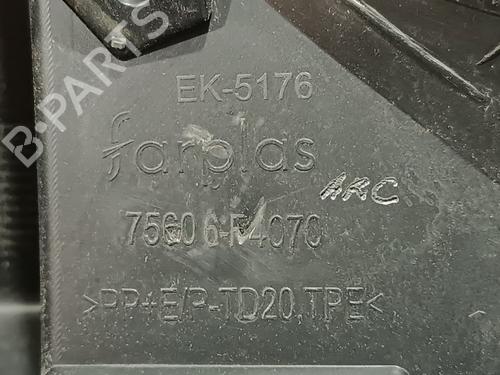 EK-5176
farplas
ARC
75606-F4070
>PP+E/P-TD20,TPE<
B-PARTS